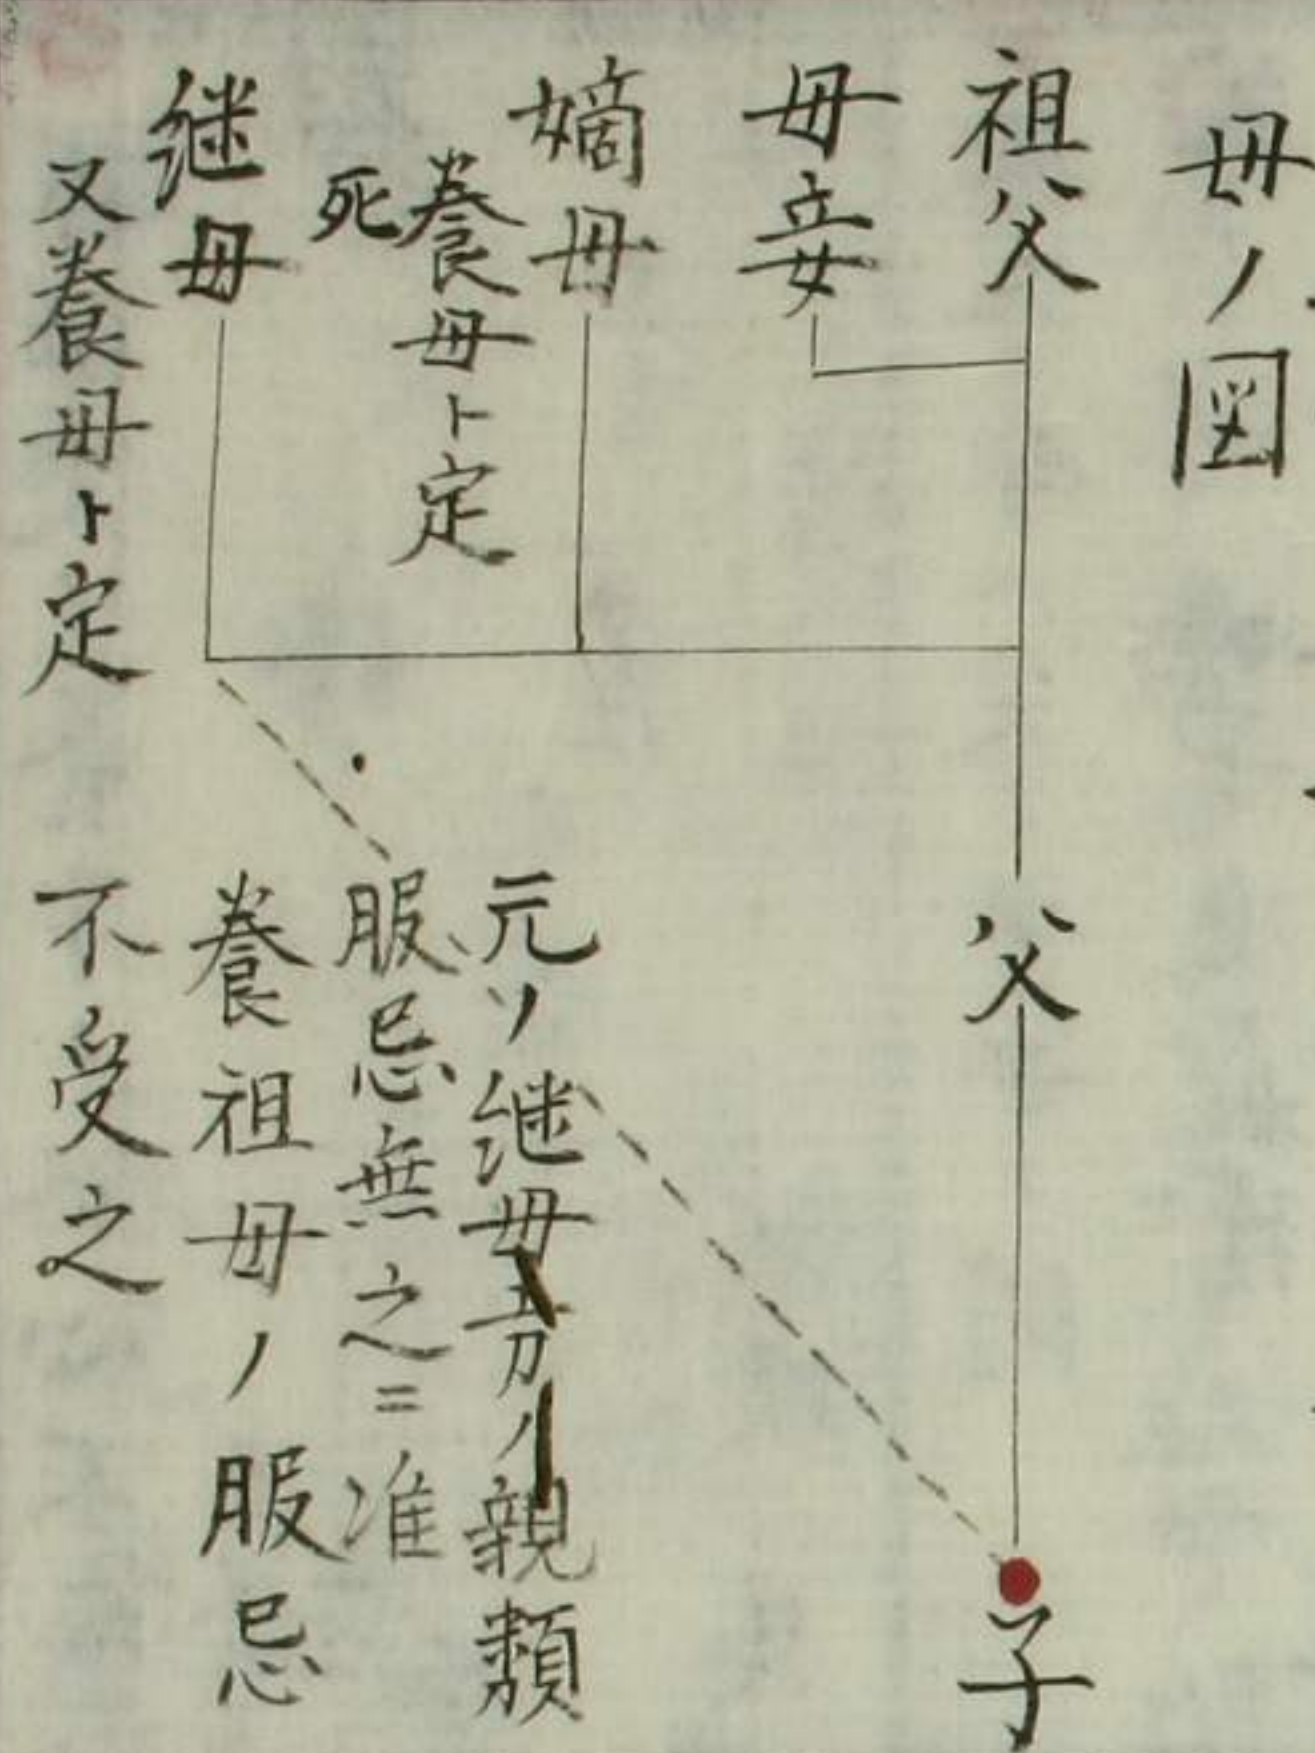 母ノ図
祖父
母妾
嫡母
養母ト定
死
継母
又養母ト定
父
子
元ソ継母方ノ親類
服忌無之ニ准
養祖母ノ服忌
不受之